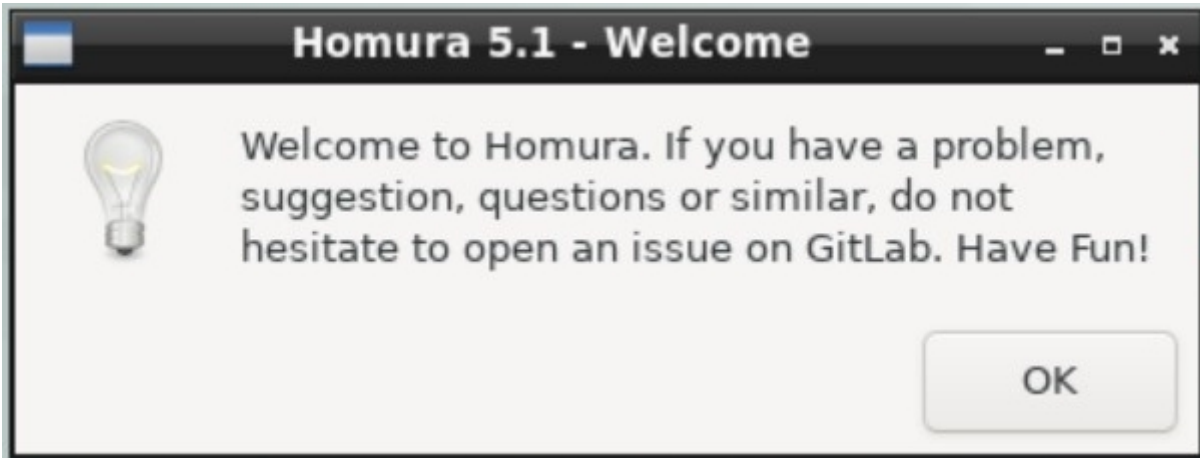 Homura 5.1 - Welcome
Welcome to Homura. If you have a problem,
suggestion, questions or similar, do not
hesitate to open an issue on GitLab. Have Fun!
OK